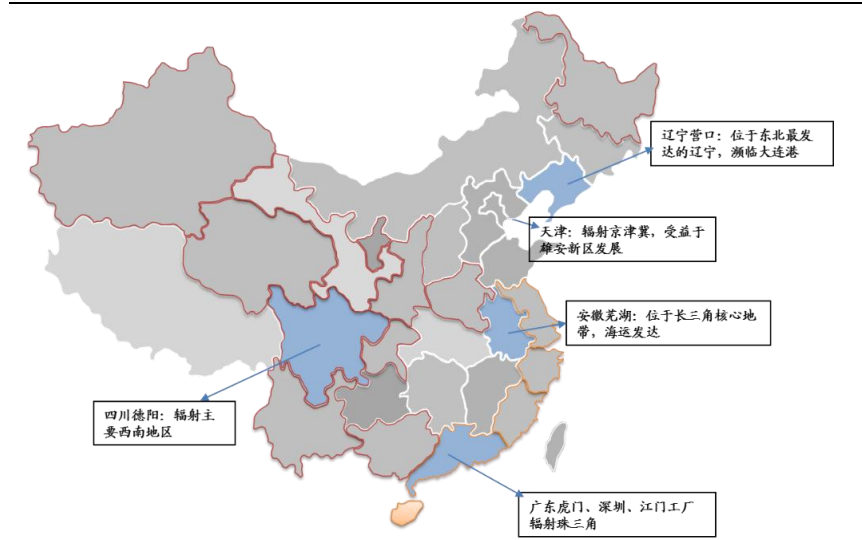 辽宁营口：位于东北最发
达的辽宁，濒临大连港
天津：辐射京津冀，受益于
雄安新区发展
安徽芜湖：位于长三角核心地
带，海运发达
四川德阳：辐射主
要西南地区
广东虎门、深圳、江门工厂
辐射珠三角